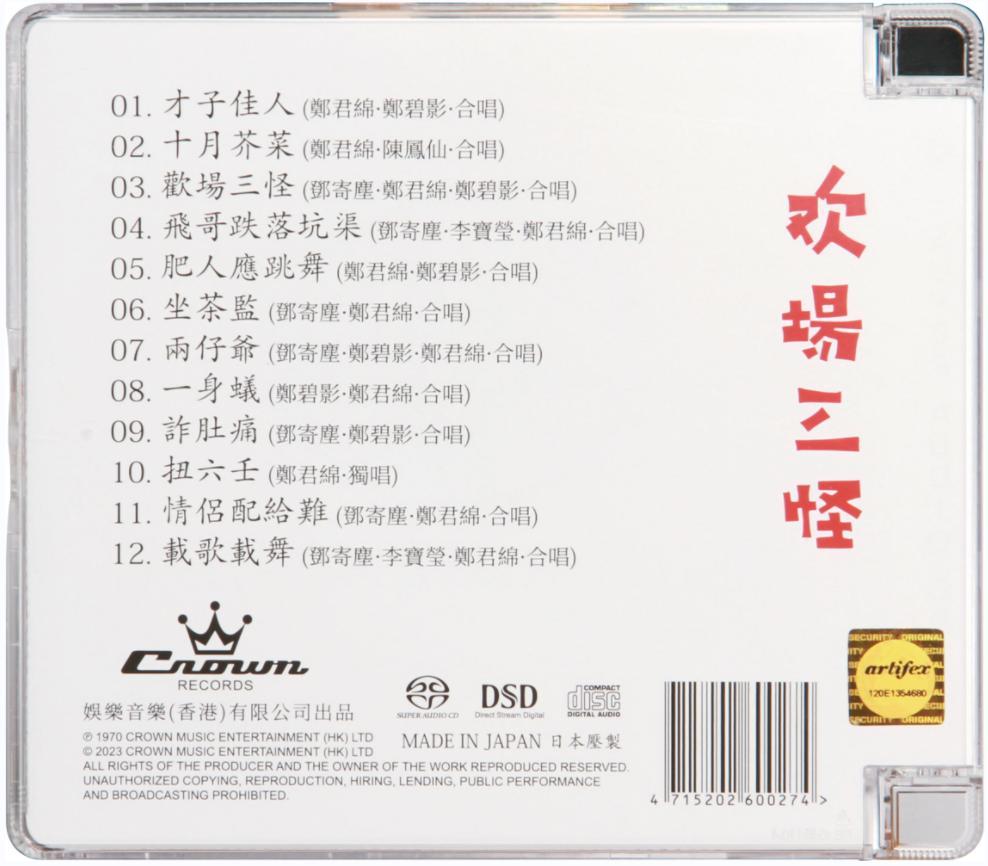 01. 才子佳人 (鄭君綿·鄭碧影·合唱)
02. 十月芥菜 (鄭君綿·陳鳳仙·合唱)
03. 歡場三怪 (鄧寄塵·鄭君綿·鄭碧影·合唱)
04. 飛哥跌落坑渠 (鄧寄塵·李寶瑩·鄭君綿·合唱)
05. 肥人應跳舞 (鄭君綿·鄭碧影·合唱)
06. 坐茶監 (鄧寄塵·鄭君綿·合唱)
07. 兩仔爺 (鄧寄塵·鄭碧影·鄭君綿·合唱)
08. 一身蟻 (鄭碧影·鄭君綿·合唱)
09. 詐肚痛 (鄧寄塵·鄭碧影·合唱)
10. 扭六壬 (鄭君綿·獨唱)
11. 情侶配給難 (鄧寄塵·鄭君綿·合唱)
12. 載歌載舞 (鄧寄塵·李寶瑩·鄭君綿·合唱)
欢場三怪
Crown
RECORDS
娛樂音樂(香港)有限公司出品
℗ 1970 CROWN MUSIC ENTERTAINMENT (HK) LTD
© 2023 CROWN MUSIC ENTERTAINMENT (HK) LTD
ALL RIGHTS OF THE PRODUCER AND THE OWNER OF THE WORK REPRODUCED RESERVED.
UNAUTHORIZED COPYING, REPRODUCTION, HIRING, LENDING, PUBLIC PERFORMANCE
AND BROADCASTING PROHIBITED.
SUPER AUDIO CD
DSD
Direct Stream Digital
COMPACT
disc
DIGITAL AUDIO
MADE IN JAPAN 日本壓製
4 715202 600274 >
SECURITY ORIGINAL
artifex
120E1354680
SECURITY ORIGINAL